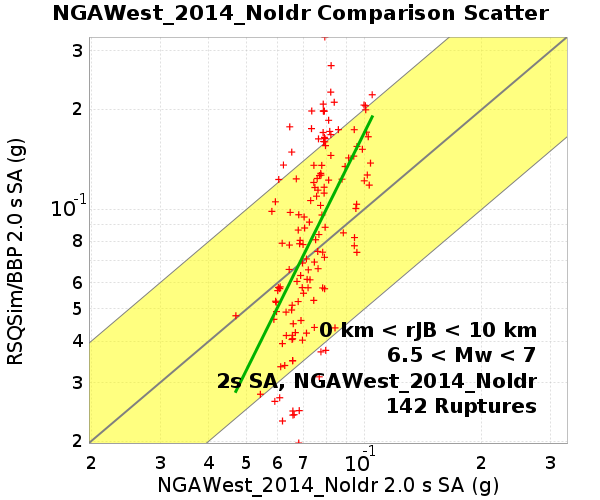 NGAWest_2014_NoIdr Comparison Scatter
RSQSim/BBP 2.0 s SA (g)
3
2
10^-1
8
6
5
4
3
2
0 km < rJB < 10 km
6.5 < Mw < 7
2s SA, NGAWest_2014_NoIdr
142 Ruptures
2 3 4 5 6 7 10^-1 2 3
NGAWest_2014_NoIdr 2.0 s SA (g)